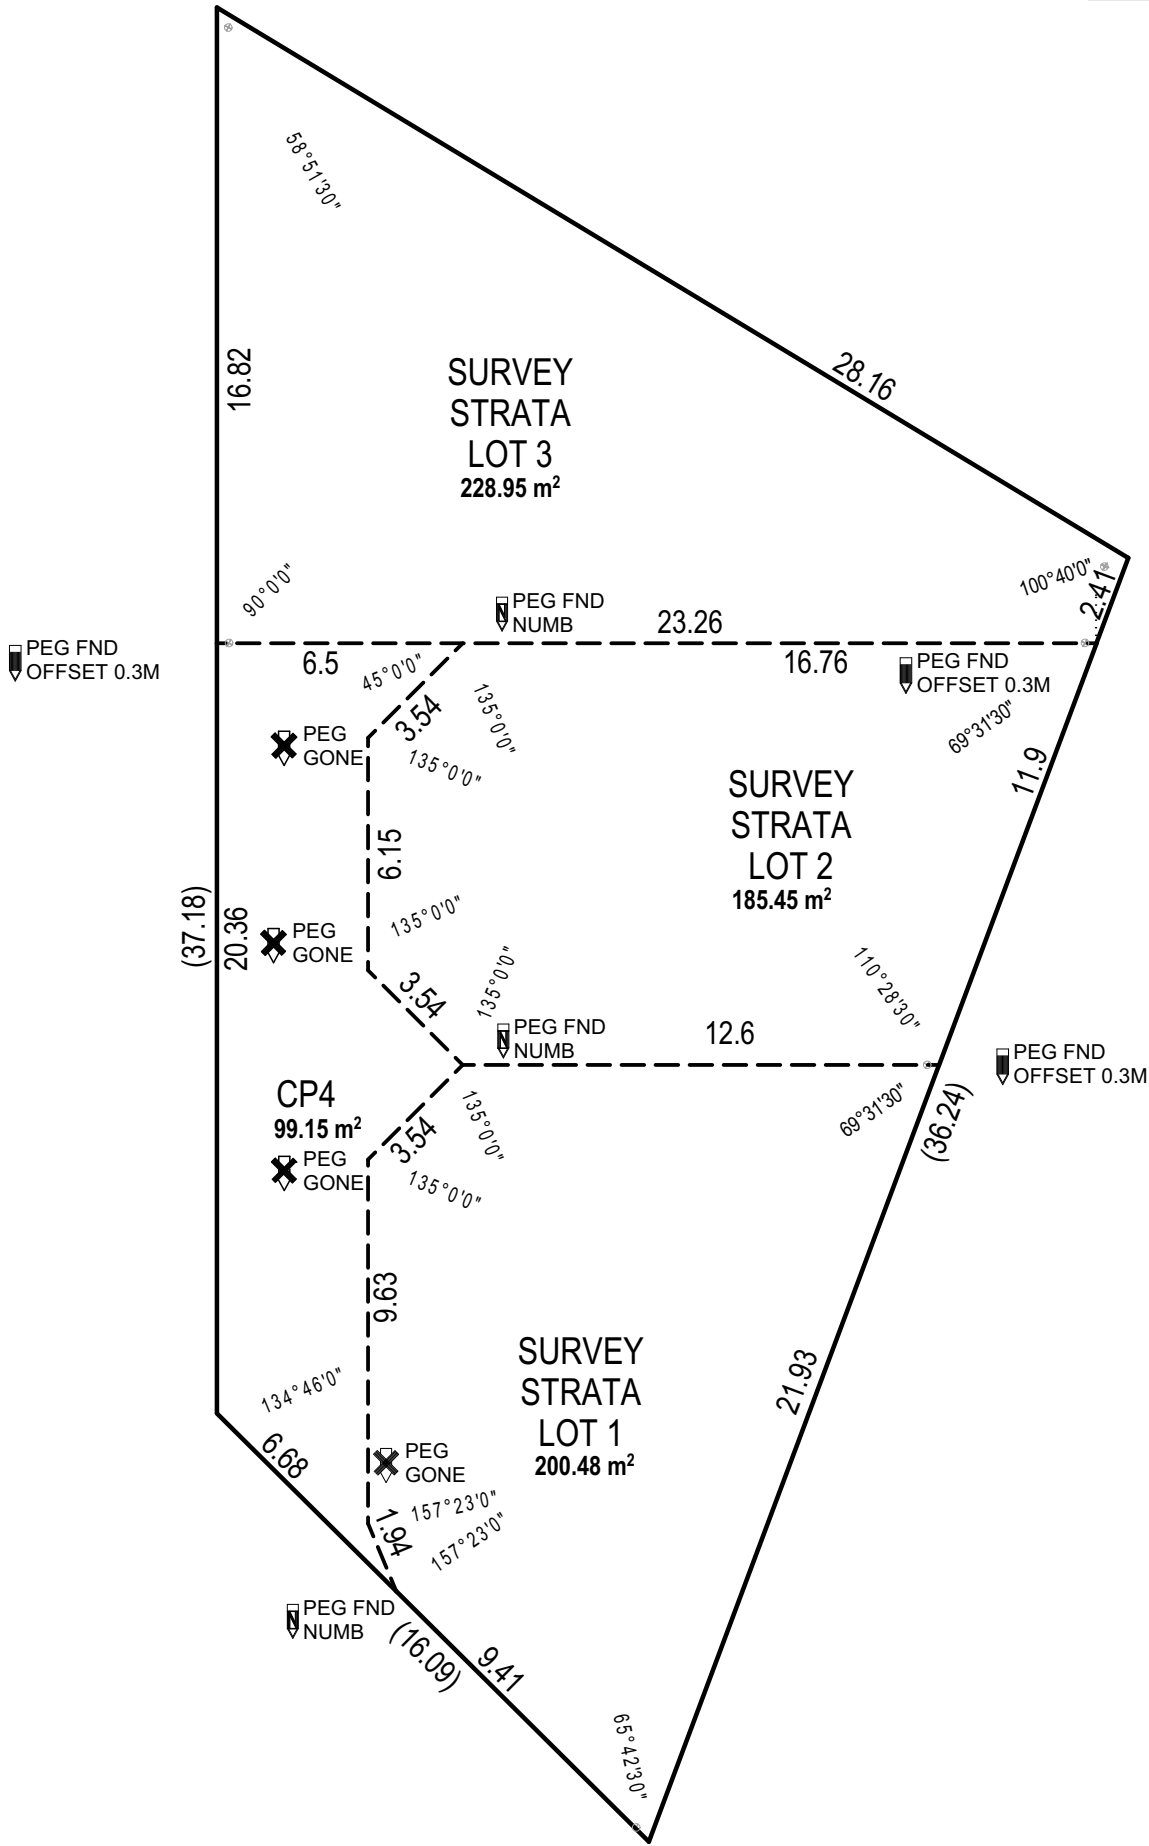 58°51'30"
16.82
28.16
SURVEY
STRATA
LOT 3
228.95 m²
90°0'0"
100°40'0"
2.41
PEG FND
NUMB
23.26
PEG FND
OFFSET 0.3M
6.5
45°0'0"
16.76
PEG FND
OFFSET 0.3M
3.54
135°0'0"
69°31'30"
PEG
GONE
135°0'0"
11.9
SURVEY
STRATA
LOT 2
185.45 m²
6.15
(37.18)
20.36
135°0'0"
PEG
GONE
3.54
135°0'0"
110°28'30"
PEG FND
NUMB
12.6
PEG FND
OFFSET 0.3M
CP4
99.15 m²
3.54
135°0'0"
69°31'30"
(36.24)
PEG
GONE
135°0'0"
9.63
SURVEY
STRATA
LOT 1
200.48 m²
21.93
134°46'0"
6.68
PEG
GONE
157°23'0"
1.94
157°23'0"
PEG FND
NUMB
(16.09)
9.41
65°42'30"